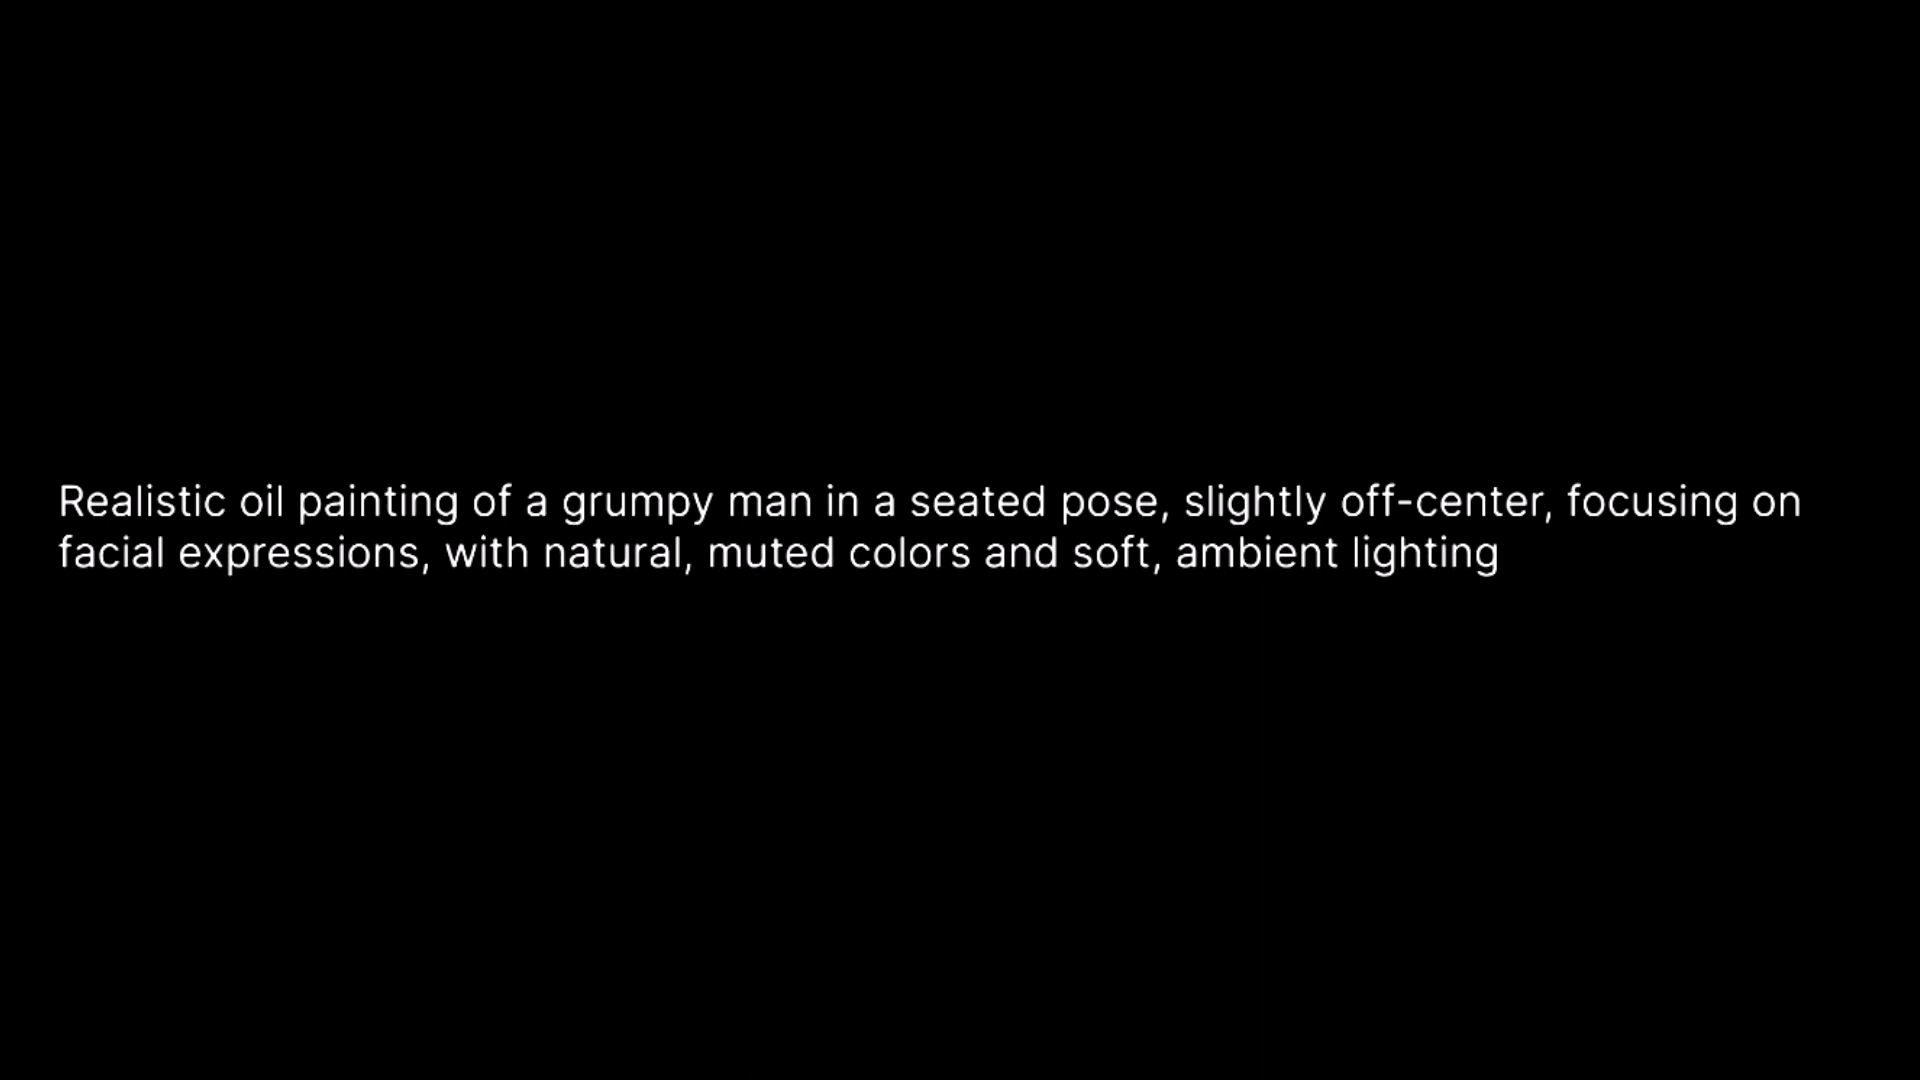 Realistic oil painting of a grumpy man in a seated pose, slightly off-center, focusing on
facial expressions, with natural, muted colors and soft, ambient lighting